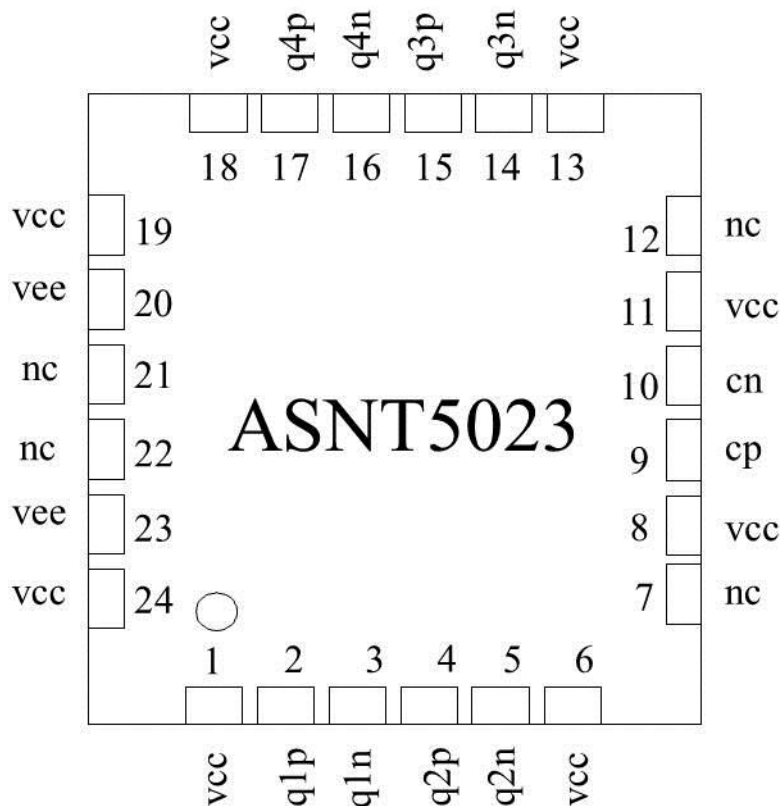 vcc q4p q4n q3p q3n vcc
18 17 16 15 14 13
vcc 19 12 nc
vee 20 11 vcc
nc 21 10 cn
ASNT5023
nc 22 9 cp
vee 23 8 vcc
vcc 24 7 nc
1 2 3 4 5 6
vcc q1p q1n q2p q2n vcc